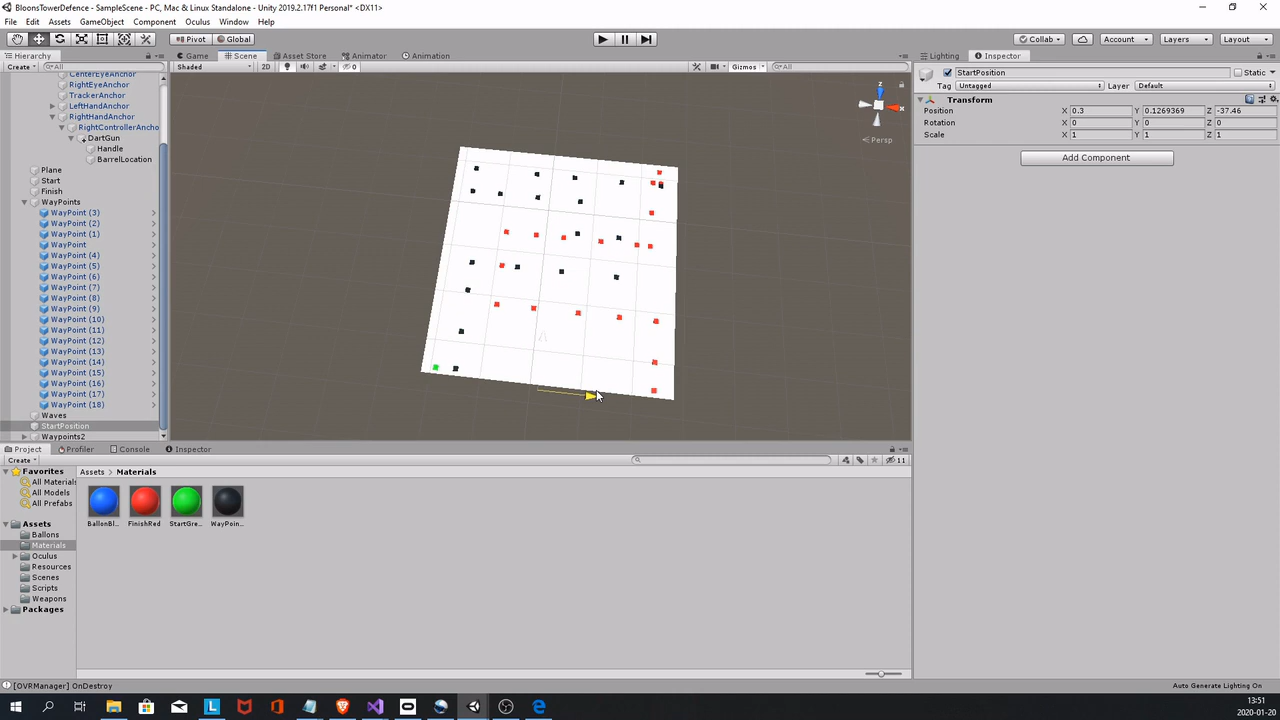 BloonsTowerDefence - SampleScene - PC, Mac & Linux Standalone - Unity 2019.2.17f1 Personal* <DX11>
File Edit Assets GameObject Component Oculus Window Help
Pivot Global Collab Account Layers Layout
Hierarchy Game Scene Asset Store Animator Animation Lighting Inspector
Create All Shaded 2D 0 Gizmos All StartPosition Static
CenterEyeAnchor Tag Untagged Layer Default
RightEyeAnchor
TrackerAnchor Transform
LeftHandAnchor Position X 0.3 Y 0.1269369 Z -37.46
RightHandAnchor Rotation X 0 Y 0 Z 0
RightControllerAncho Scale X 1 Y 1 Z 1
DartGun Persp
Handle
BarrelLocation Add Component
Plane
Start
Finish
WayPoints
WayPoint (3)
WayPoint (2)
WayPoint (1)
WayPoint
WayPoint (4)
WayPoint (5)
WayPoint (6)
WayPoint (7)
WayPoint (8)
WayPoint (9)
WayPoint (10)
WayPoint (11)
WayPoint (12)
WayPoint (13)
WayPoint (14)
WayPoint (15)
WayPoint (16)
WayPoint (17)
WayPoint (18)
Waves
StartPosition
Waypoints2
Project Profiler Console Inspector
Create 11
Favorites Assets > Materials
All Materials
All Models
All Prefabs
BallonBl... FinishRed StartGre... WayPoin...
Assets
Ballons
Materials
Oculus
Resources
Scenes
Scripts
Weapons
Packages
[OVRManager] OnDestroy Auto Generate Lighting On
13:51
2020-01-20